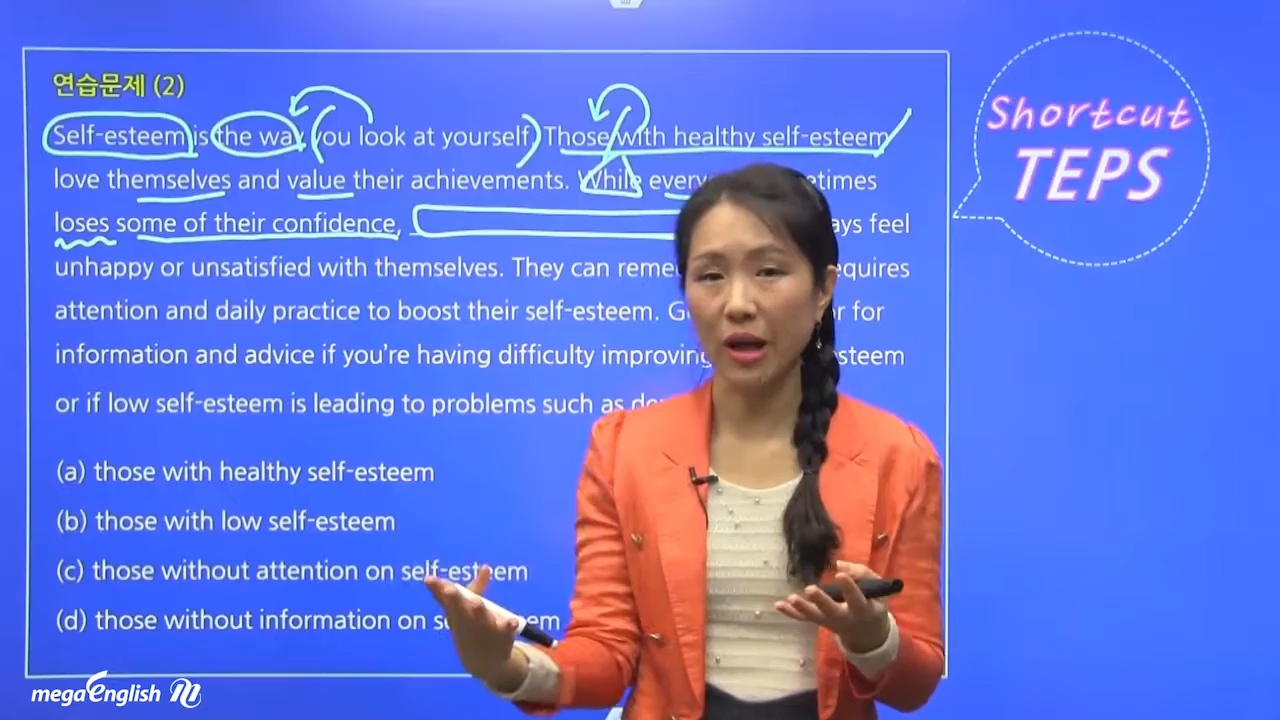 연습문제 (2)
Self-esteem is the way you look at yourself. Those with healthy self-esteem
love themselves and value their achievements. While
loses some of their confidence, feel
unhappy or unsatisfied with themselves. They can
attention and daily practice to boost their self-esteem. for
information and advice if you're having difficulty improving
or if low self-esteem is leading to problems such as
(a) those with healthy self-esteem
(b) those with low self-esteem
(c) those without attention on self-esteem
(d) those without information on
Shortcut
TEPS
megaEnglish m